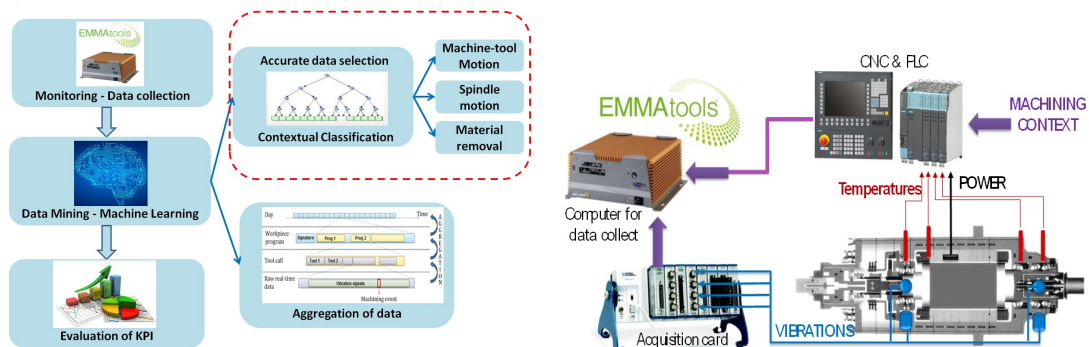 EMMAtools
Monitoring - Data collection
Data Mining - Machine Learning
Evaluation of KPI
Accurate data selection
Contextual Classification
Machine-tool
Motion
Spindle
motion
Material
removal
Day
Time
Workpiece
program
Signature
Prog 1
Prog 2
Tool call
Tool 1
Tool 2
Raw real-time
data
Vibration signals
Machining event
AGGREGATION
Aggregation of data
EMMAtools
Computer for
data collect
CNC & PLC
MACHINING
CONTEXT
Temperatures
POWER
VIBRATIONS
Acquisition card